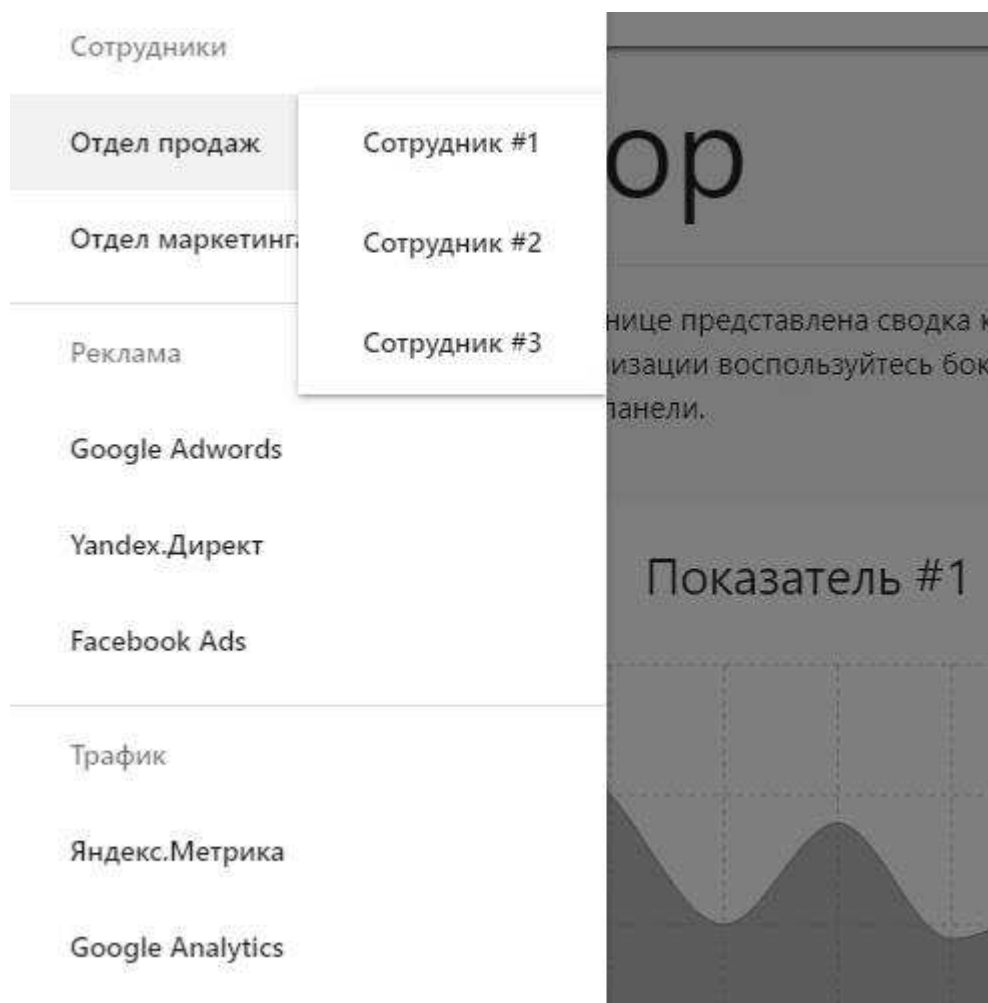 Сотрудники
Отдел продаж
Сотрудник #1
Отдел маркетинга
Сотрудник #2
Сотрудник #3
Реклама
Google Adwords
Yandex.Директ
Facebook Ads
Трафик
Яндекс.Метрика
Google Analytics
ор
нице представлена сводка к
изации воспользуйтесь бок
панели.
Показатель #1